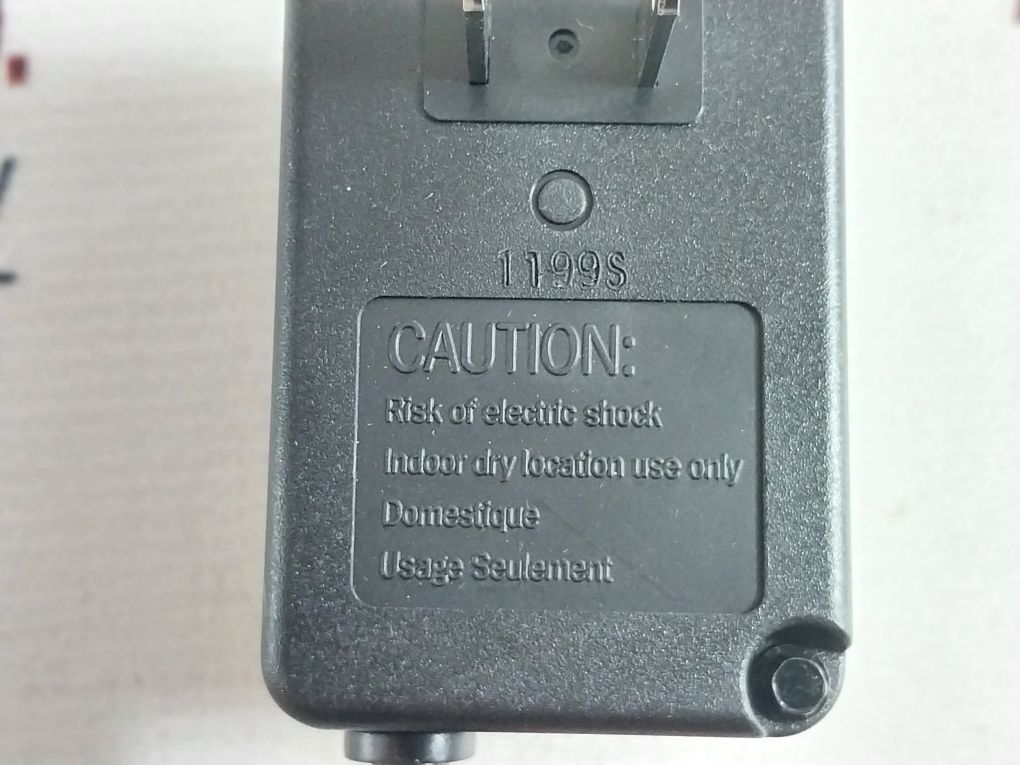 1199S
CAUTION:
Risk of electric shock
Indoor dry location use only
Domestique
Usage Seulement